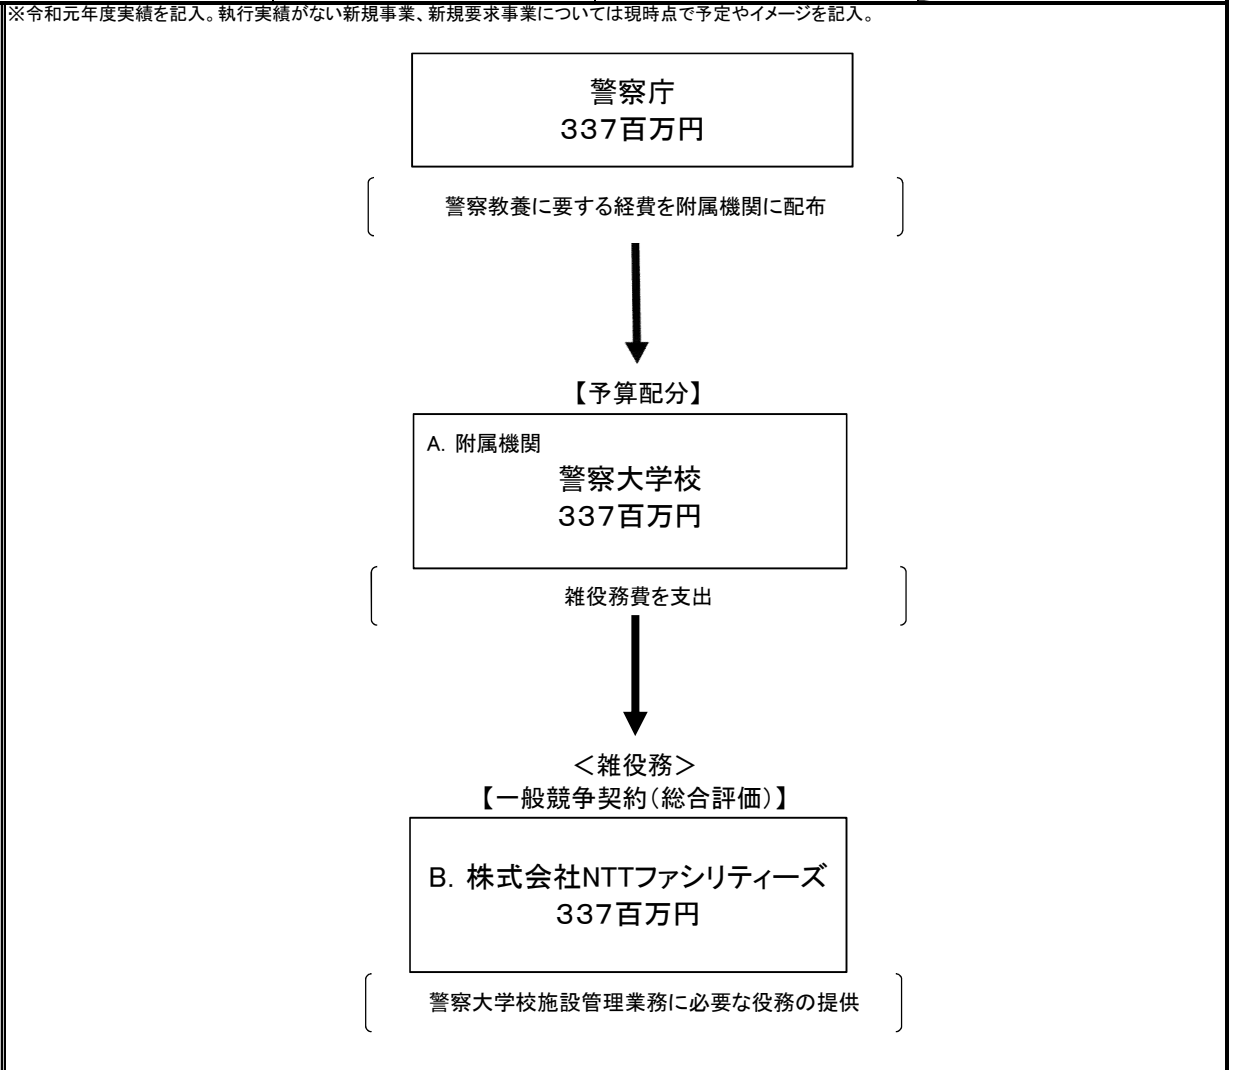 ※令和元年度実績を記入。執行実績がない新規事業、新規要求事業については現時点で予定やイメージを記入。
警察庁
337百万円
警察教養に要する経費を附属機関に配布
【予算配分】
A. 附属機関
警察大学校
337百万円
雑役務費を支出
＜雑役務＞
【一般競争契約（総合評価）】
B. 株式会社NTTファシリティーズ
337百万円
警察大学校施設管理業務に必要な役務の提供